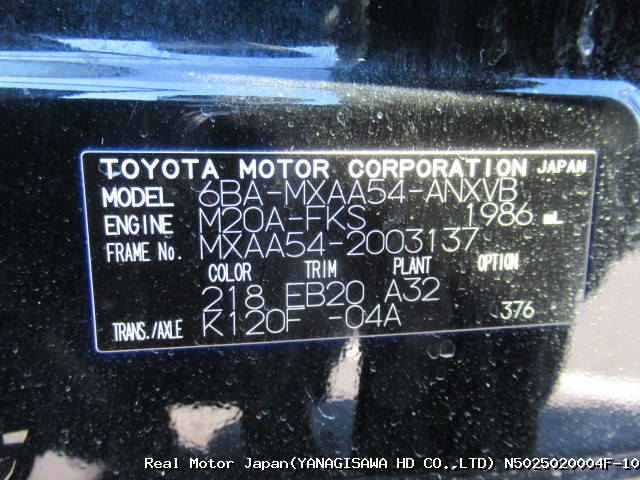 TOYOTA MOTOR CORPORATION JAPAN
MODEL 6BA-MXAA54-ANXVB
ENGINE M20A-FKS 1986 mL
FRAME No. MXAA54-2003137
COLOR TRIM PLANT OPTION
218 EB20 A32
TRANS./AXLE K120F -04A 376
Real Motor Japan(YANAGISAWA HD CO.,LTD) N5025020004F-10